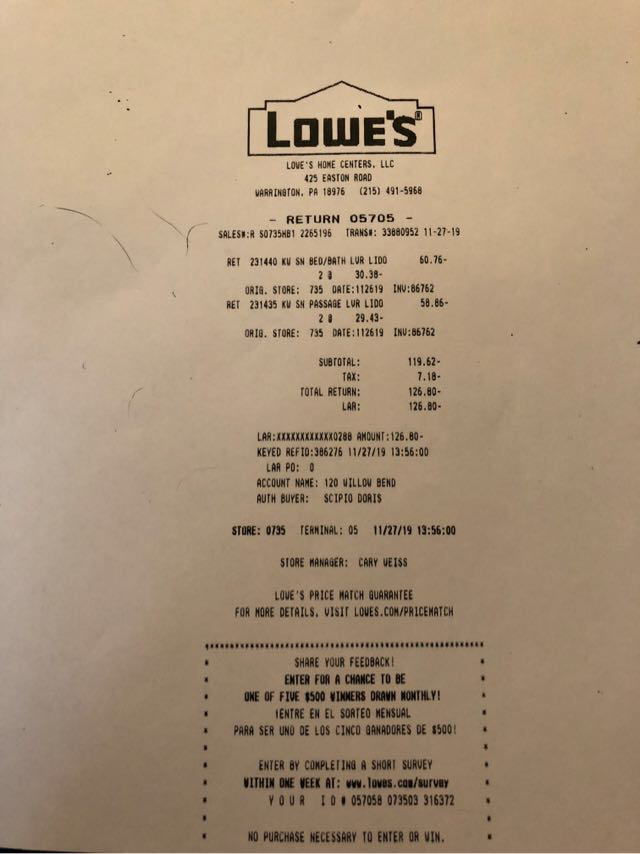 LOWE'S®
LOWE'S HOME CENTERS, LLC
425 EASTON ROAD
WARRINGTON, PA 18976 (215) 491-5968
- RETURN 05705 -
SALES#:R S0735HB1 2265196 TRANS#: 33880952 11-27-19
RET 231440 KW SN BED/BATH LVR LIDO 60.76-
2 @ 30.38-
ORIG. STORE: 735 DATE:112619 INV:86762
RET 231435 KW SN PASSAGE LVR LIDO 58.86-
2 @ 29.43-
ORIG. STORE: 735 DATE:112619 INV:86762
SUBTOTAL: 119.62-
TAX: 7.18-
TOTAL RETURN: 126.80-
LAR: 126.80-
LAR:XXXXXXXXXXXX0288 AMOUNT:126.80-
KEYED REFID:386276 11/27/19 13:56:00
LAR PO: 0
ACCOUNT NAME: 120 WILLOW BEND
AUTH BUYER: SCIPIO DORIS
STORE: 0735 TERMINAL: 05 11/27/19 13:56:00
STORE MANAGER: CARY WEISS
LOWE'S PRICE MATCH GUARANTEE
FOR MORE DETAILS, VISIT LOWES.COM/PRICEMATCH
***********************************************
* SHARE YOUR FEEDBACK! *
* ENTER FOR A CHANCE TO BE *
* ONE OF FIVE $500 WINNERS DRAWN MONTHLY! *
* ¡ENTRE EN EL SORTEO MENSUAL *
* PARA SER UNO DE LOS CINCO GANADORES DE $500! *
* *
* ENTER BY COMPLETING A SHORT SURVEY *
* WITHIN ONE WEEK AT: www.lowes.com/survey *
* Y O U R I D # 057058 073503 316372 *
* *
* NO PURCHASE NECESSARY TO ENTER OR WIN. *